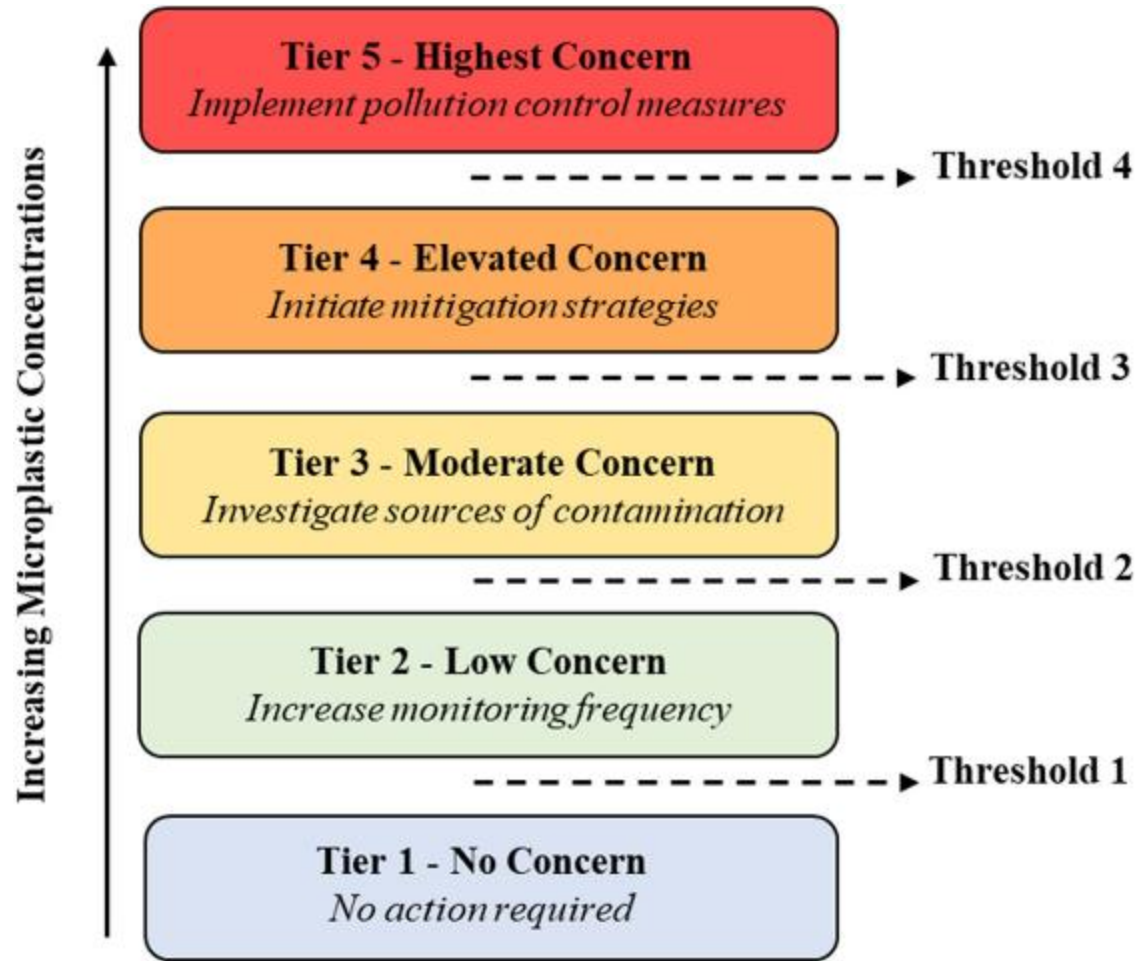 Tier 5 - Highest Concern
Implement pollution control measures
Threshold 4
Tier 4 - Elevated Concern
Initiate mitigation strategies
Threshold 3
Tier 3 - Moderate Concern
Investigate sources of contamination
Threshold 2
Tier 2 - Low Concern
Increase monitoring frequency
Threshold 1
Tier 1 - No Concern
No action required
Increasing Microplastic Concentrations